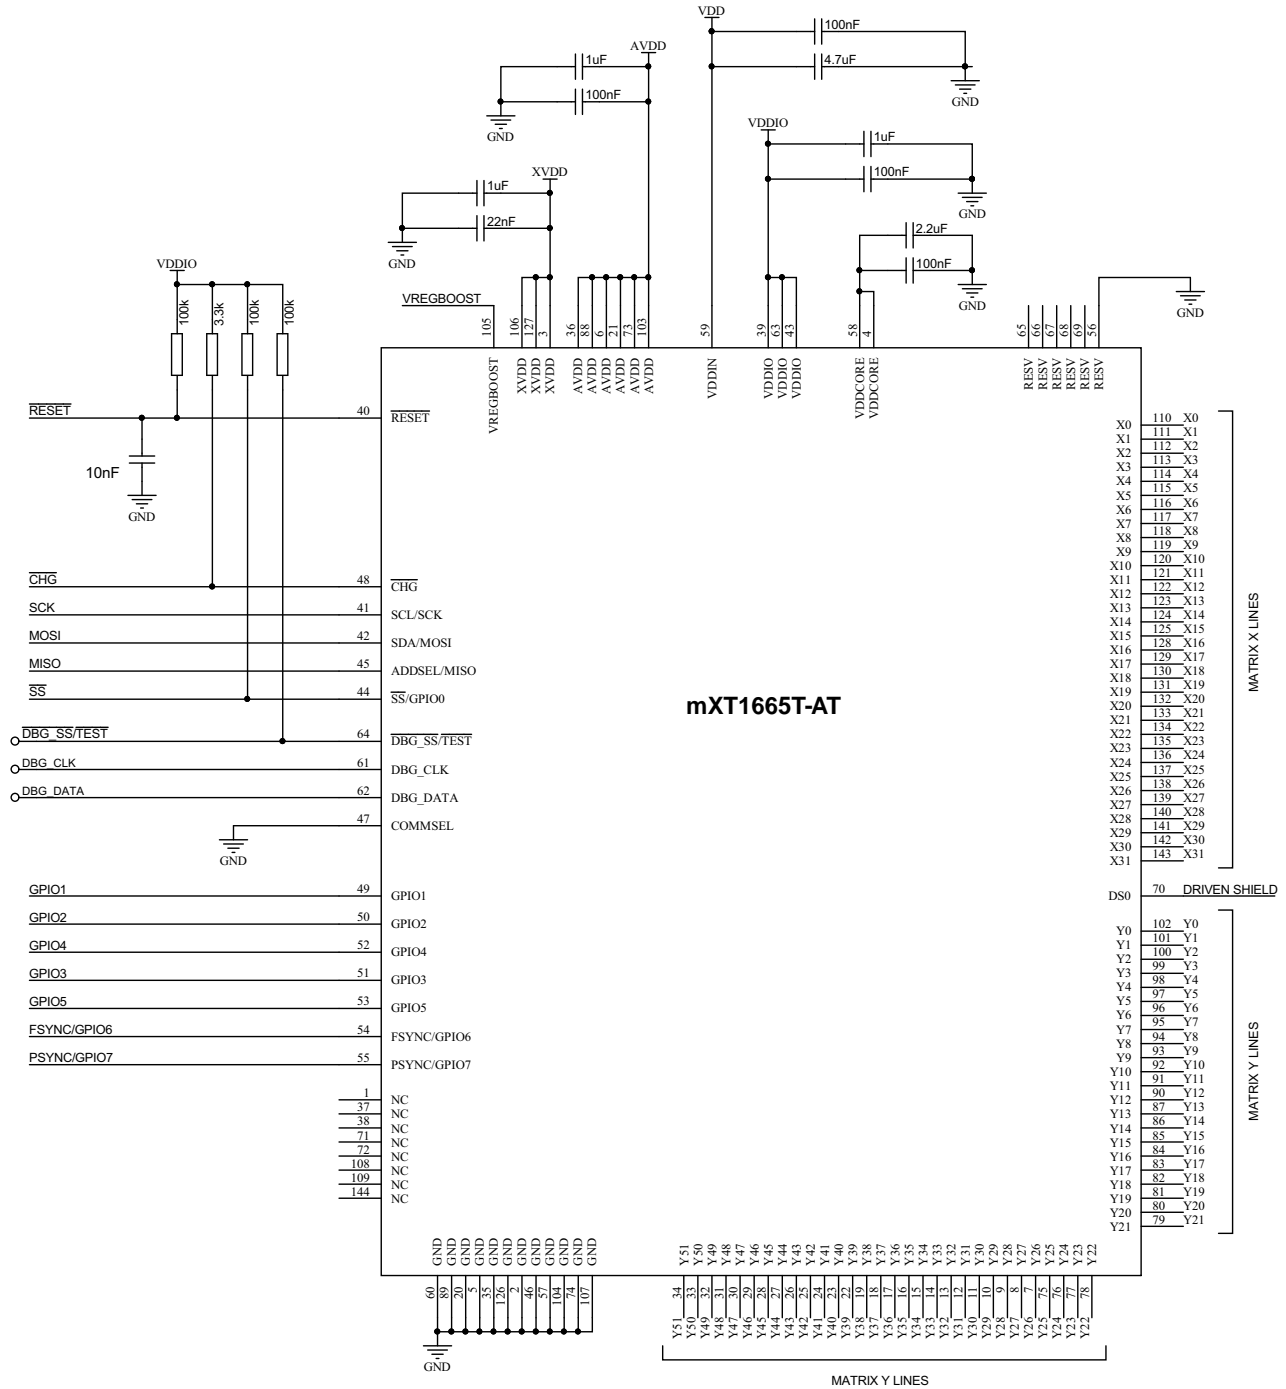 VDD
100nF
4.7uF
GND
AVDD
1uF
100nF
GND
VDDIO
1uF
100nF
GND
XVDD
1uF
22nF
GND
2.2uF
100nF
GND
VDDIO
100k
3.3k
100k
100k
VREGBOOST
GND
105
106
127
3
36
88
6
21
73
103
59
39
63
43
58
4
65
66
67
68
69
56
VREGBOOST
XVDD
XVDD
XVDD
AVDD
AVDD
AVDD
AVDD
AVDD
AVDD
VDDIN
VDDIO
VDDIO
VDDIO
VDDCORE
VDDCORE
RESV
RESV
RESV
RESV
RESV
RESV
RESET 40 RESET
10nF
GND
CHG 48 CHG
SCK 41 SCL/SCK
MOSI 42 SDA/MOSI
MISO 45 ADDSEL/MISO
SS 44 SS/GPIO0
DBG_SS/TEST 64 DBG_SS/TEST
DBG_CLK 61 DBG_CLK
DBG_DATA 62 DBG_DATA
47 COMMSEL
GND
GPIO1 49 GPIO1
GPIO2 50 GPIO2
GPIO4 52 GPIO4
GPIO3 51 GPIO3
GPIO5 53 GPIO5
FSYNC/GPIO6 54 FSYNC/GPIO6
PSYNC/GPIO7 55 PSYNC/GPIO7
1 NC
37 NC
38 NC
71 NC
72 NC
108 NC
109 NC
144 NC
mXT1665T-AT
X0 110 X0
X1 111 X1
X2 112 X2
X3 113 X3
X4 114 X4
X5 115 X5
X6 116 X6
X7 117 X7
X8 118 X8
X9 119 X9
X10 120 X10
X11 121 X11
X12 122 X12
X13 123 X13
X14 124 X14
X15 125 X15
X16 128 X16
X17 129 X17
X18 130 X18
X19 131 X19
X20 132 X20
X21 133 X21
X22 134 X22
X23 135 X23
X24 136 X24
X25 137 X25
X26 138 X26
X27 139 X27
X28 140 X28
X29 141 X29
X30 142 X30
X31 143 X31
MATRIX X LINES
DS0 70 DRIVEN SHIELD
Y0 102 Y0
Y1 101 Y1
Y2 100 Y2
Y3 99 Y3
Y4 98 Y4
Y5 97 Y5
Y6 96 Y6
Y7 95 Y7
Y8 94 Y8
Y9 93 Y9
Y10 92 Y10
Y11 91 Y11
Y12 90 Y12
Y13 87 Y13
Y14 86 Y14
Y15 85 Y15
Y16 84 Y16
Y17 83 Y17
Y18 82 Y18
Y19 81 Y19
Y20 80 Y20
Y21 79 Y21
MATRIX Y LINES
GND 60
GND 89
GND 20
GND 5
GND 35
GND 126
GND 2
GND 46
GND 57
GND 104
GND 74
GND 107
GND
Y51 34 Y51
Y50 33 Y50
Y49 32 Y49
Y48 31 Y48
Y47 30 Y47
Y46 29 Y46
Y45 28 Y45
Y44 27 Y44
Y43 26 Y43
Y42 25 Y42
Y41 24 Y41
Y40 23 Y40
Y39 22 Y39
Y38 19 Y38
Y37 18 Y37
Y36 17 Y36
Y35 16 Y35
Y34 15 Y34
Y33 14 Y33
Y32 13 Y32
Y31 12 Y31
Y30 11 Y30
Y29 10 Y29
Y28 9 Y28
Y27 8 Y27
Y26 7 Y26
Y25 75 Y25
Y24 76 Y24
Y23 77 Y23
Y22 78 Y22
MATRIX Y LINES